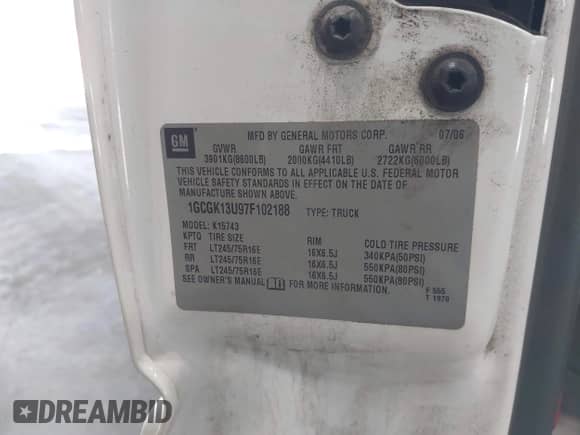 GM
MFD BY GENERAL MOTORS CORP. 07/06
GVWR GAWR FRT GAWR RR
3901KG(8600LB) 2000KG(4410LB) 2722KG(6000LB)
THIS VEHICLE CONFORMS TO ALL APPLICABLE U.S. FEDERAL MOTOR
VEHICLE SAFETY STANDARDS IN EFFECT ON THE DATE OF
MANUFACTURE SHOWN ABOVE.
1GCGK13U97F102188 TYPE: TRUCK
MODEL: K15743
KPTQ TIRE SIZE RIM COLD TIRE PRESSURE
FRT LT245/75R16E 16X6.5J 340KPA(50PSI)
RR LT245/75R16E 16X6.5J 550KPA(80PSI)
SPA LT245/75R16E 16X6.5J 550KPA(80PSI)
SEE OWNER'S MANUAL FOR MORE INFORMATION. F 555
T 1970
DREAMBID